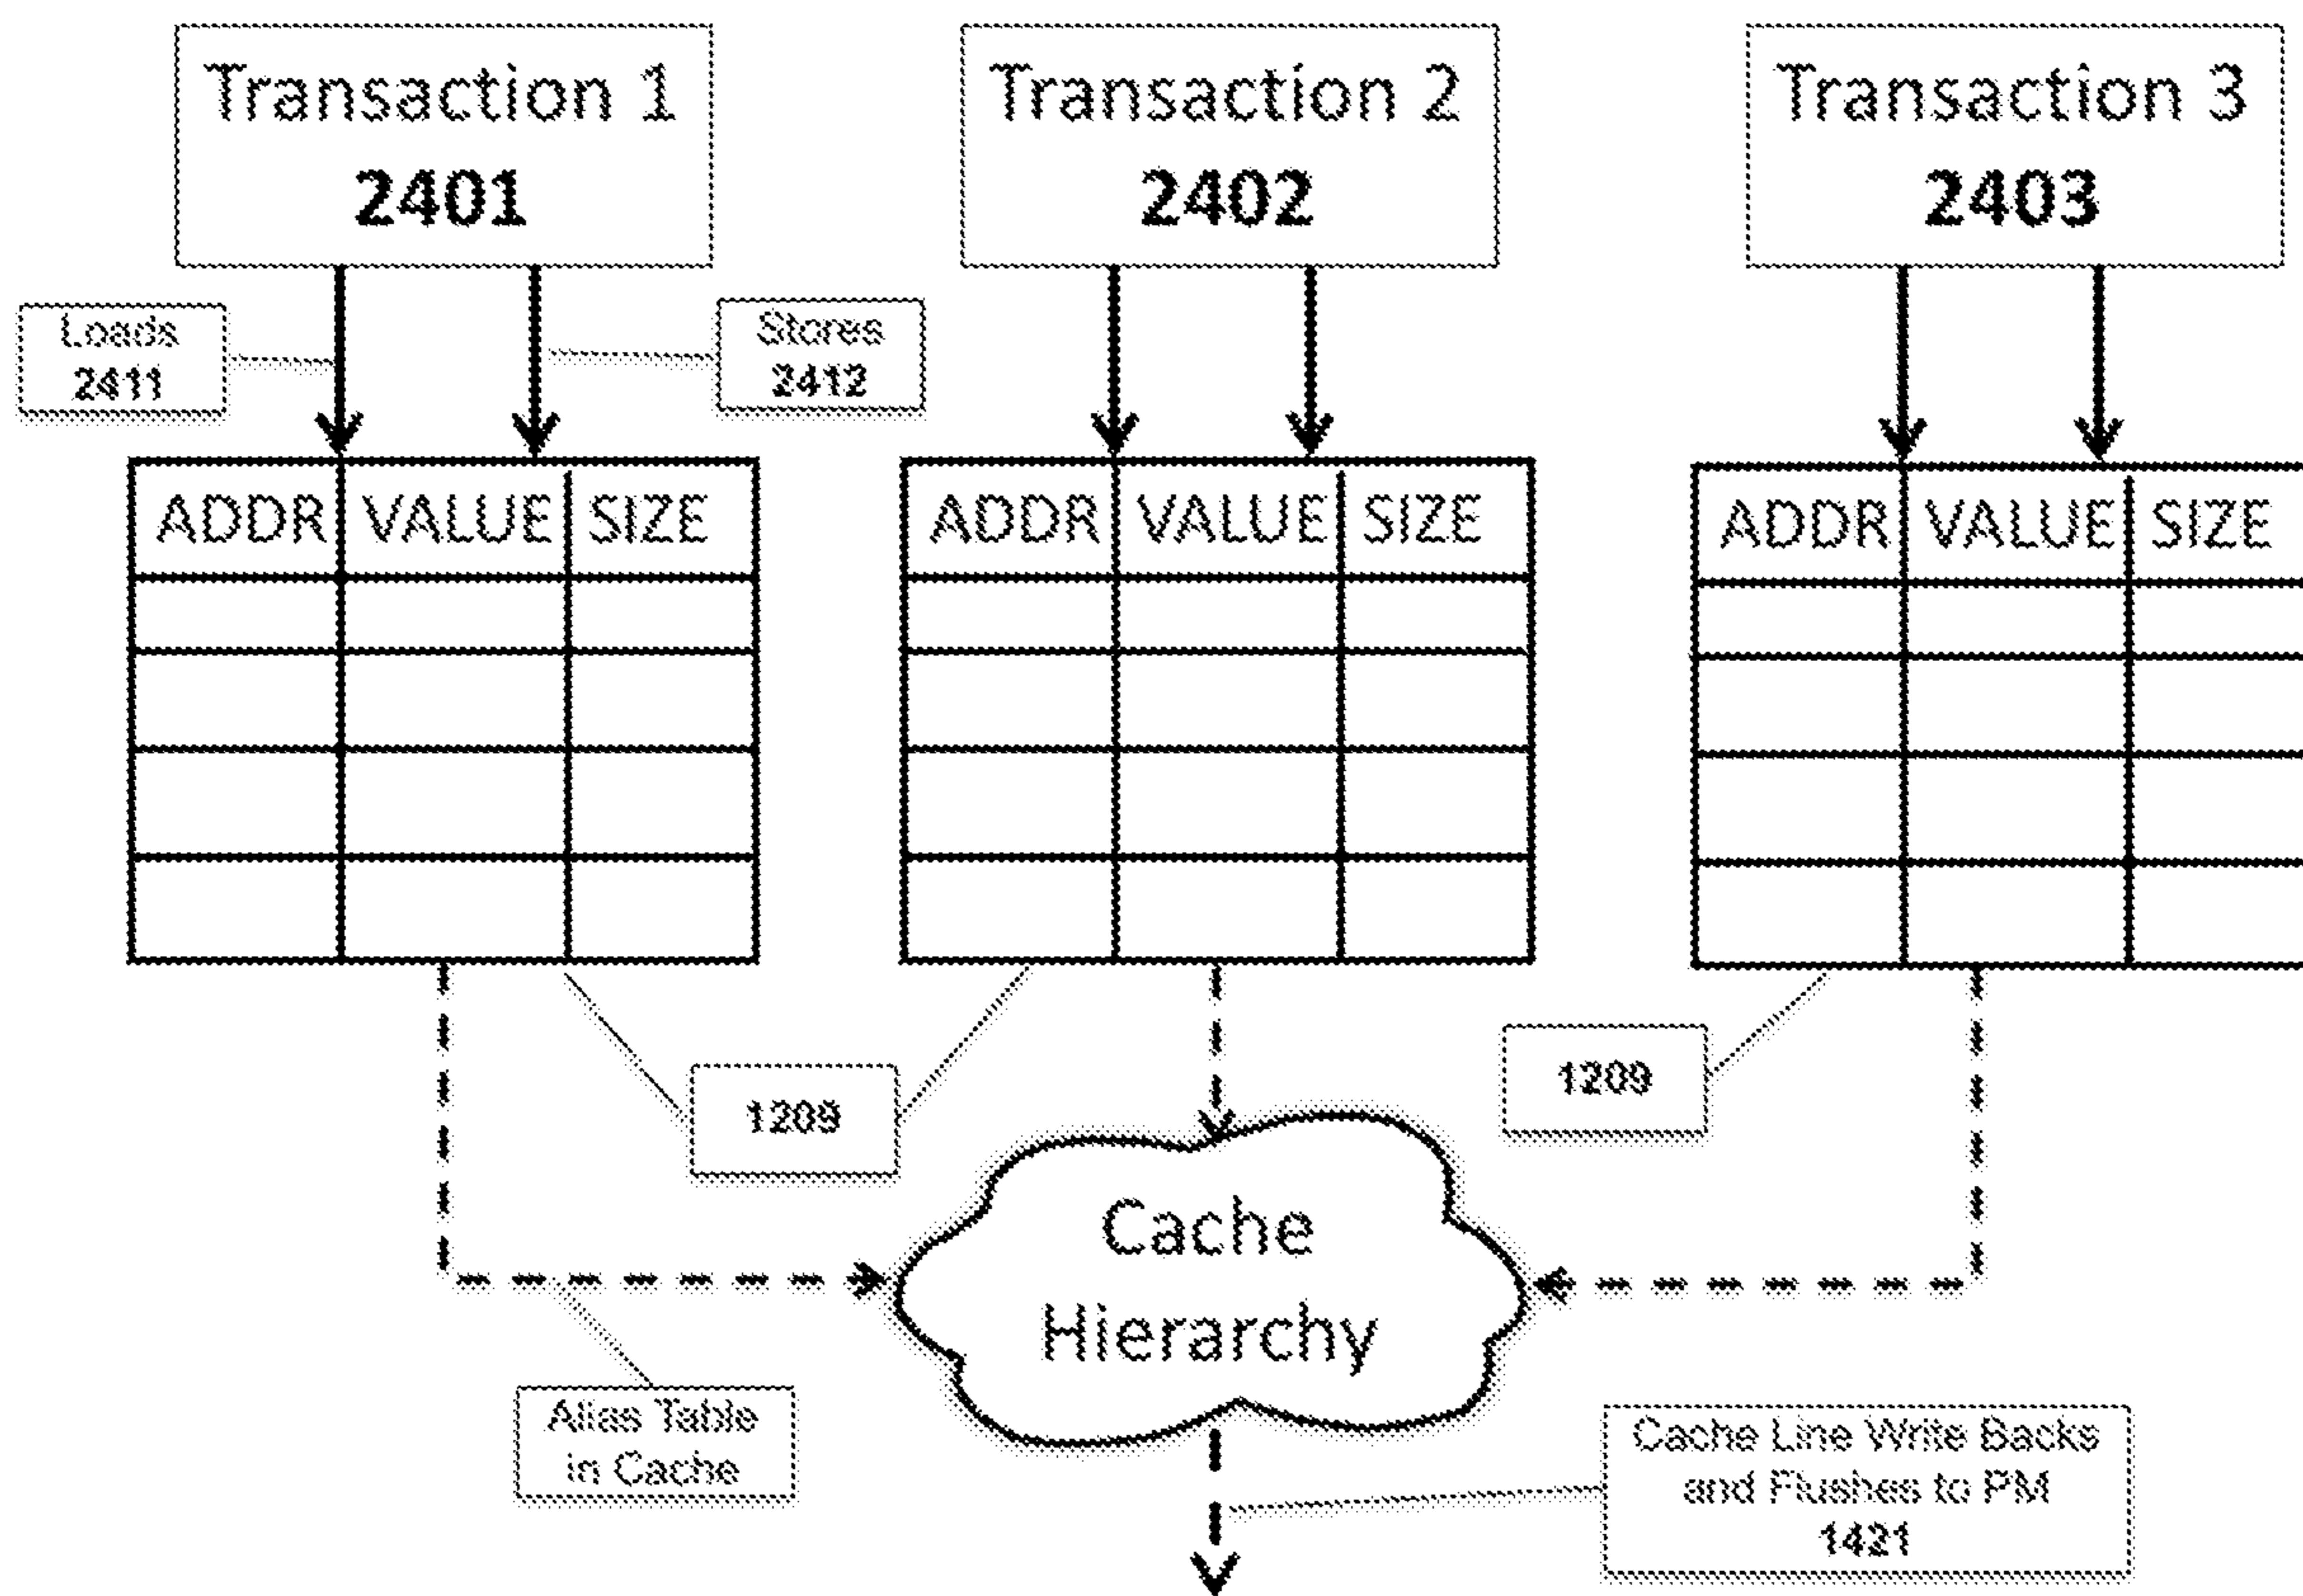 Transaction 1
2401
Transaction 2
2402
Transaction 3
2403
Loads
2411
Stores
2412
ADDR VALUE SIZE
ADDR VALUE SIZE
ADDR VALUE SIZE
1209
1209
Cache
Hierarchy
Alias Table
in Cache
Cache Line Write Backs
and Flushes to PM
1421